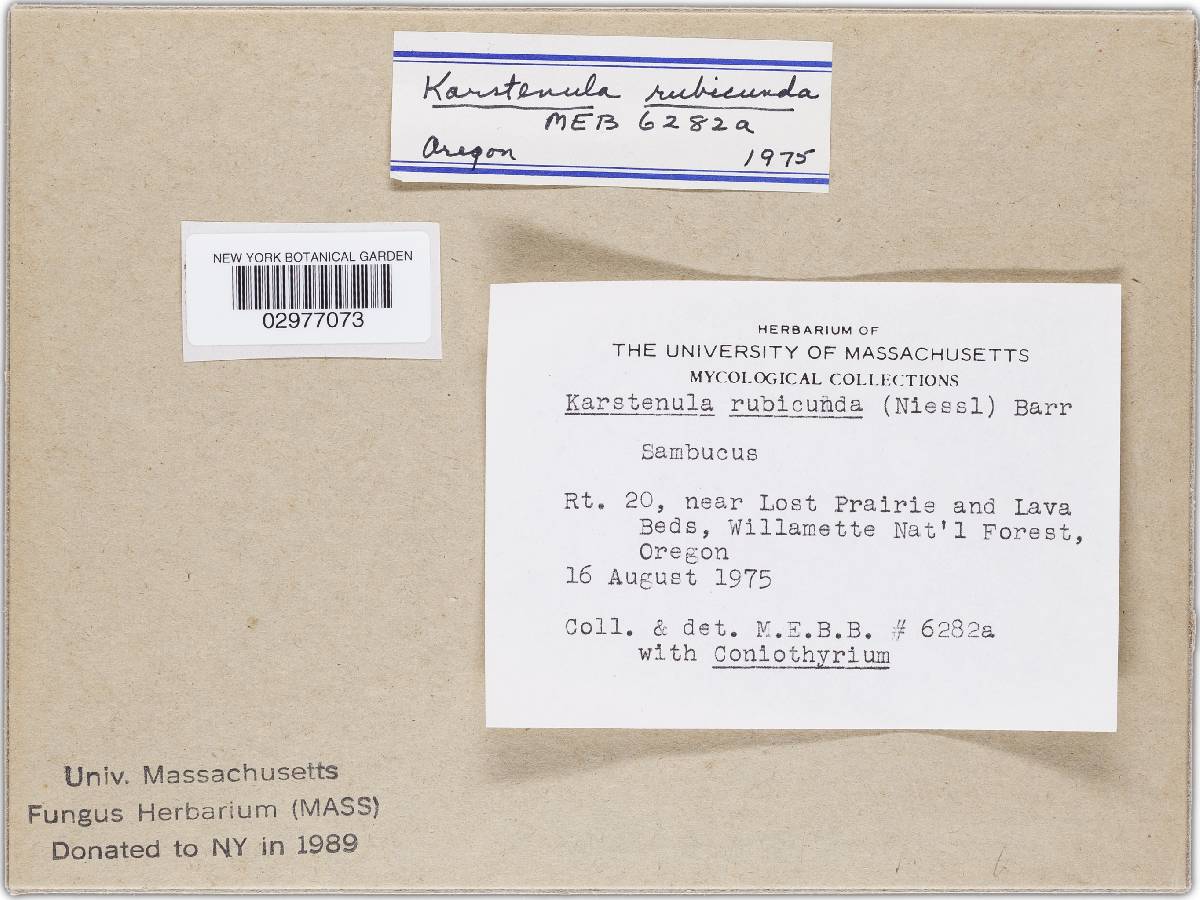 Karstenula rubicunda
MEB 6282a
Oregon 1975
NEW YORK BOTANICAL GARDEN
02977073
HERBARIUM OF
THE UNIVERSITY OF MASSACHUSETTS
MYCOLOGICAL COLLECTIONS
Karstenula rubicunda (Niessl) Barr
Sambucus
Rt. 20, near Lost Prairie and Lava
Beds, Willamette Nat'l Forest,
Oregon
16 August 1975
Coll. & det. M.E.B.B. # 6282a
with Coniothyrium
Univ. Massachusetts
Fungus Herbarium (MASS)
Donated to NY in 1989